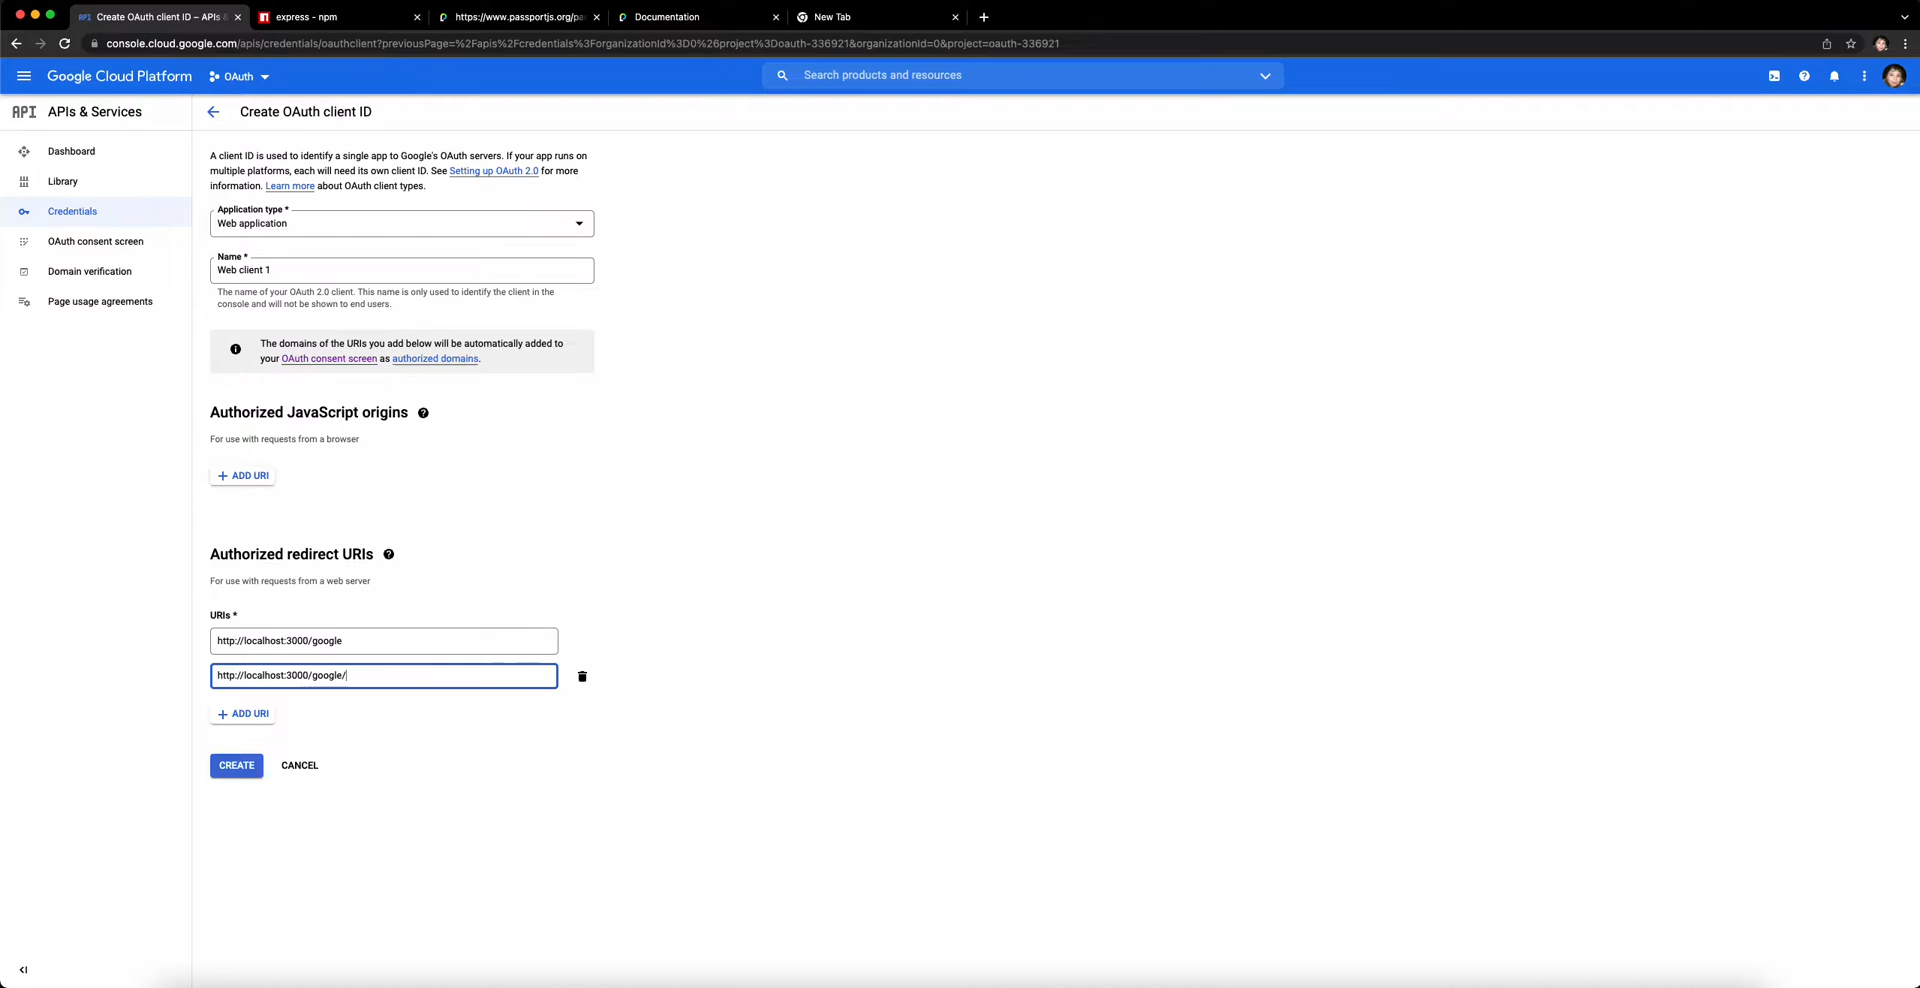 Create OAuth client ID – APIs &
express - npm
https://www.passportjs.org/pa
Documentation
New Tab
console.cloud.google.com/apis/credentials/oauthclient?previousPage=%2Fapis%2Fcredentials%3ForganizationId%3D0%26project%3Doauth-336921&organizationId=0&project=oauth-336921
Google Cloud Platform
OAuth
Search products and resources
API APIs & Services
Create OAuth client ID
Dashboard
Library
Credentials
OAuth consent screen
Domain verification
Page usage agreements
A client ID is used to identify a single app to Google's OAuth servers. If your app runs on
multiple platforms, each will need its own client ID. See Setting up OAuth 2.0 for more
information. Learn more about OAuth client types.
Application type *
Web application
Name *
Web client 1
The name of your OAuth 2.0 client. This name is only used to identify the client in the
console and will not be shown to end users.
The domains of the URIs you add below will be automatically added to
your OAuth consent screen as authorized domains.
Authorized JavaScript origins
For use with requests from a browser
+ ADD URI
Authorized redirect URIs
For use with requests from a web server
URIs *
http://localhost:3000/google
http://localhost:3000/google/
+ ADD URI
CREATE
CANCEL